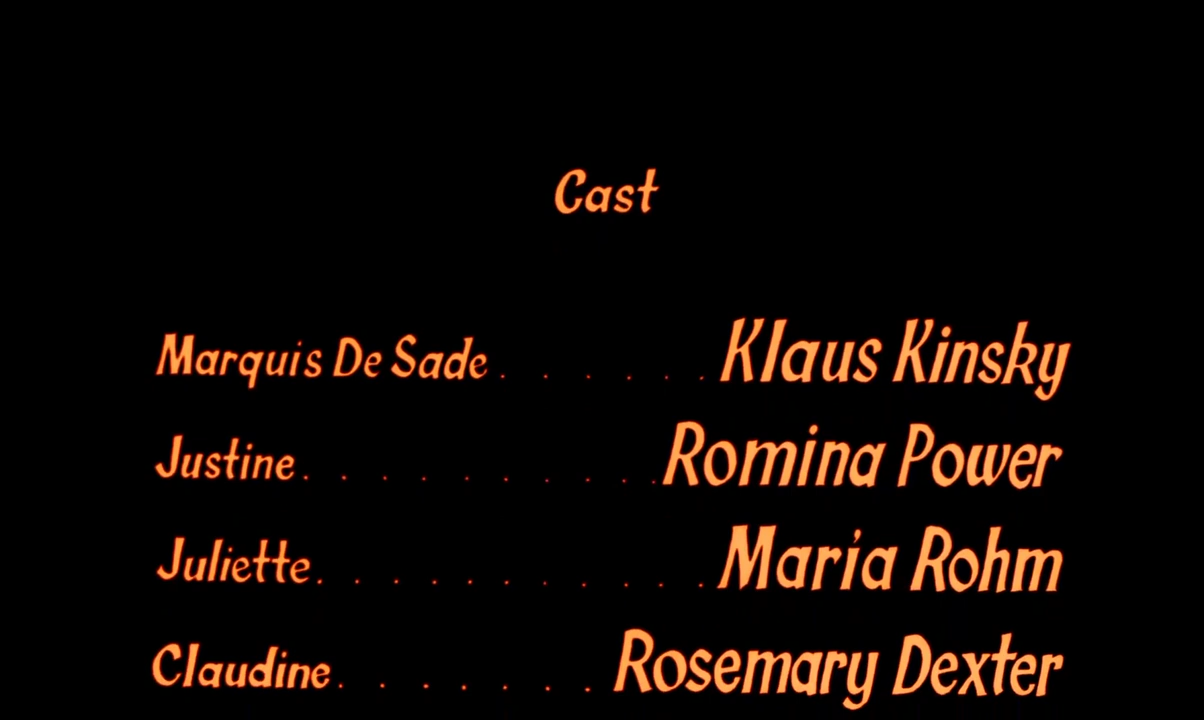 Cast
Marquis De Sade . . . . . . Klaus Kinsky
Justine . . . . . . . . . . Romina Power
Juliette . . . . . . . . . . . Maria Rohm
Claudine . . . . . . . Rosemary Dexter